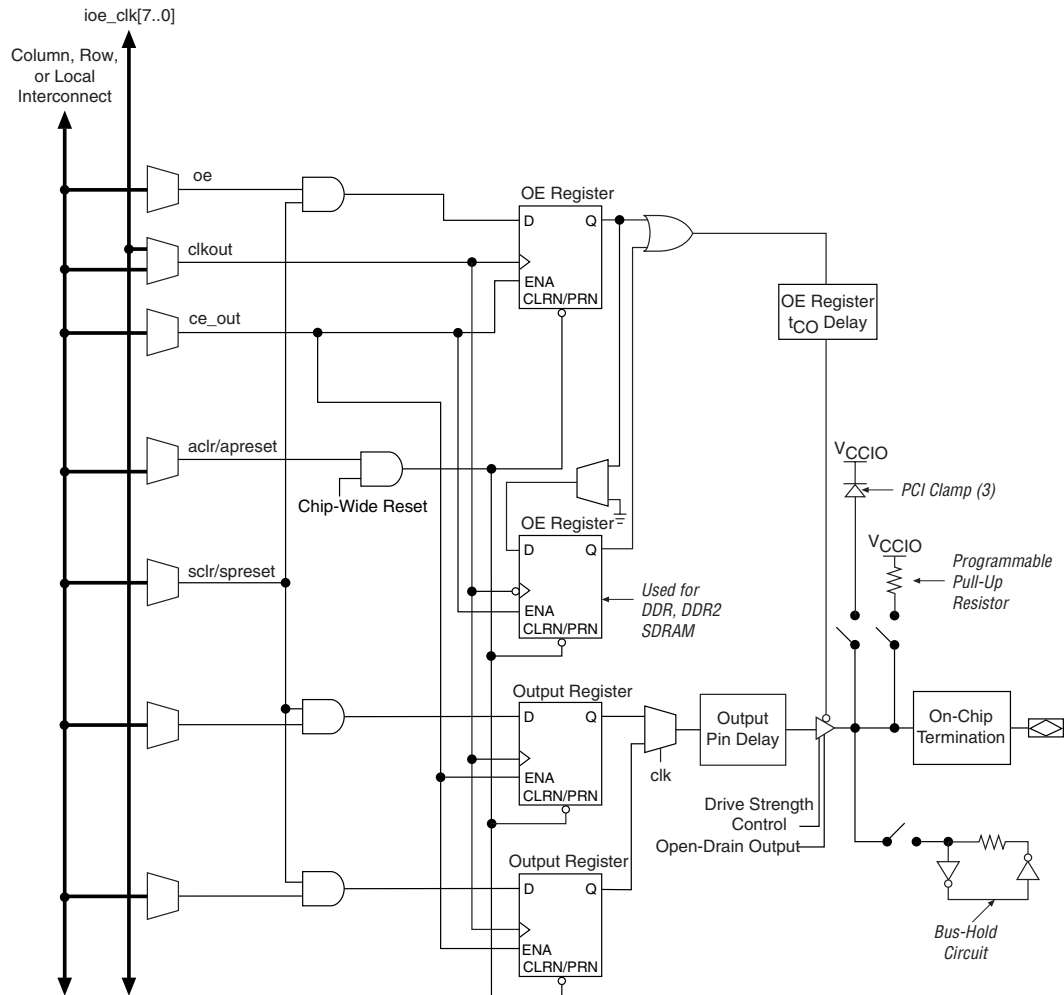 ioe_clk[7..0]
Column, Row,
or Local
Interconnect
oe
OE Register
D
Q
clkout
ENA
CLRN/PRN
OE Register
tCO Delay
ce_out
aclr/apreset
VCCIO
PCI Clamp (3)
Chip-Wide Reset
OE Register
D
Q
VCCIO
Programmable
Pull-Up
Resistor
sclr/spreset
Used for
DDR, DDR2
SDRAM
ENA
CLRN/PRN
Output Register
D
Q
Output
Pin Delay
On-Chip
Termination
clk
ENA
CLRN/PRN
Drive Strength
Control
Open-Drain Output
Output Register
D
Q
ENA
CLRN/PRN
Bus-Hold
Circuit